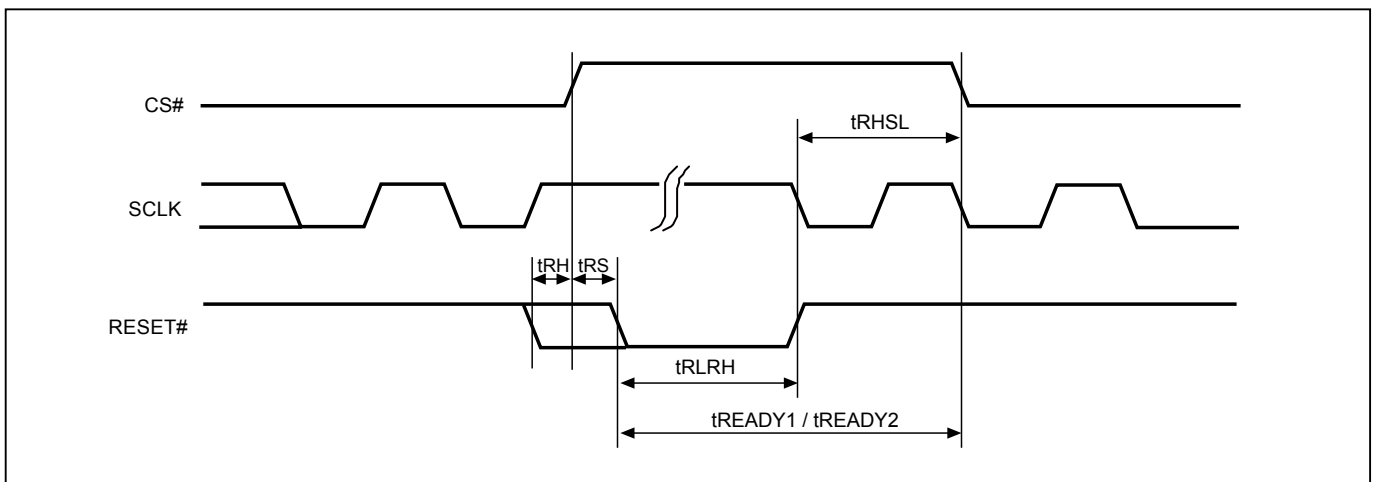 CS#
tRHSL
SCLK
tRH tRS
RESET#
tRLRH
tREADY1 / tREADY2